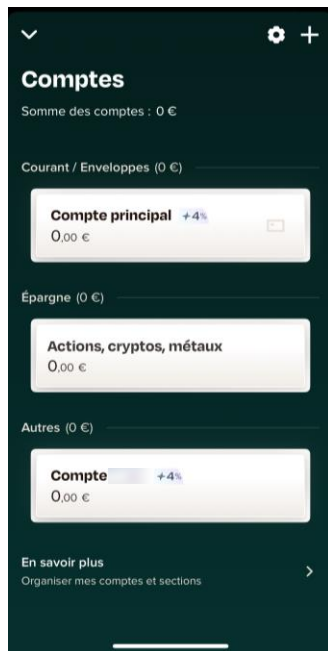 Comptes
Somme des comptes : 0 €
Courant / Enveloppes (0 €)
Compte principal +4%
0,00 €
Épargne (0 €)
Actions, cryptos, métaux
0,00 €
Autres (0 €)
Compte +4%
0,00 €
En savoir plus
Organiser mes comptes et sections